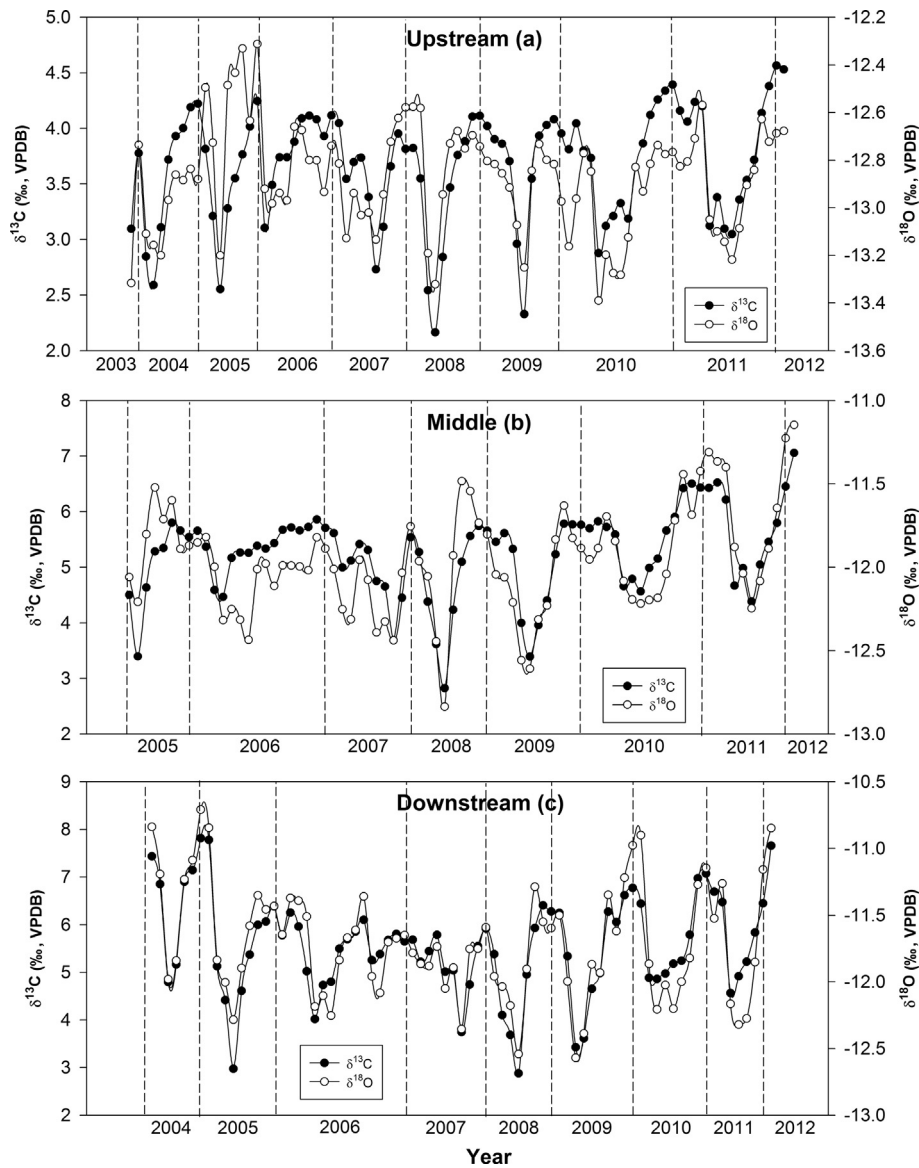 Upstream (a)
5.0
4.5
4.0
3.5
3.0
2.5
2.0
δ13C (‰, VPDB)
-12.2
-12.4
-12.6
-12.8
-13.0
-13.2
-13.4
-13.6
δ18O (‰, VPDB)
δ13C
δ18O
2003 2004 2005 2006 2007 2008 2009 2010 2011 2012
Middle (b)
8
7
6
5
4
3
2
δ13C (‰, VPDB)
-11.0
-11.5
-12.0
-12.5
-13.0
δ18O (‰, VPDB)
δ13C
δ18O
2005 2006 2007 2008 2009 2010 2011 2012
Downstream (c)
9
8
7
6
5
4
3
2
δ13C (‰, VPDB)
-10.5
-11.0
-11.5
-12.0
-12.5
-13.0
δ18O (‰, VPDB)
δ13C
δ18O
2004 2005 2006 2007 2008 2009 2010 2011 2012
Year